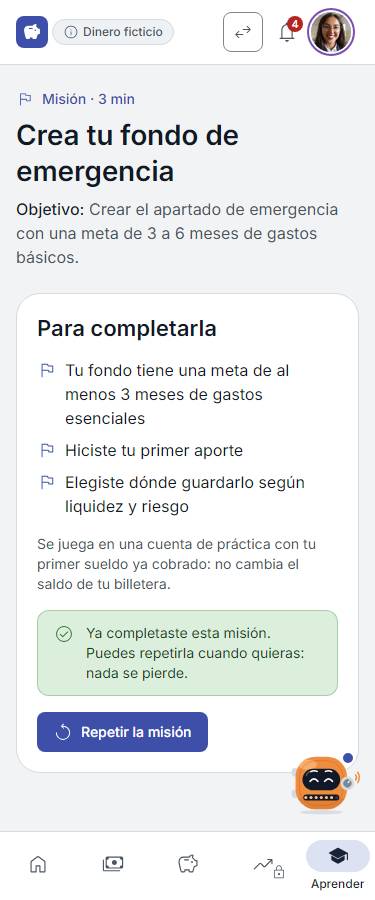 Dinero ficticio
4
Misión · 3 min
Crea tu fondo de
emergencia
Objetivo: Crear el apartado de emergencia
con una meta de 3 a 6 meses de gastos
básicos.
Para completarla
Tu fondo tiene una meta de al
menos 3 meses de gastos
esenciales
Hiciste tu primer aporte
Elegiste dónde guardarlo según
liquidez y riesgo
Se juega en una cuenta de práctica con tu
primer sueldo ya cobrado: no cambia el
saldo de tu billetera.
Ya completaste esta misión.
Puedes repetirla cuando quieras:
nada se pierde.
Repetir la misión
Aprender